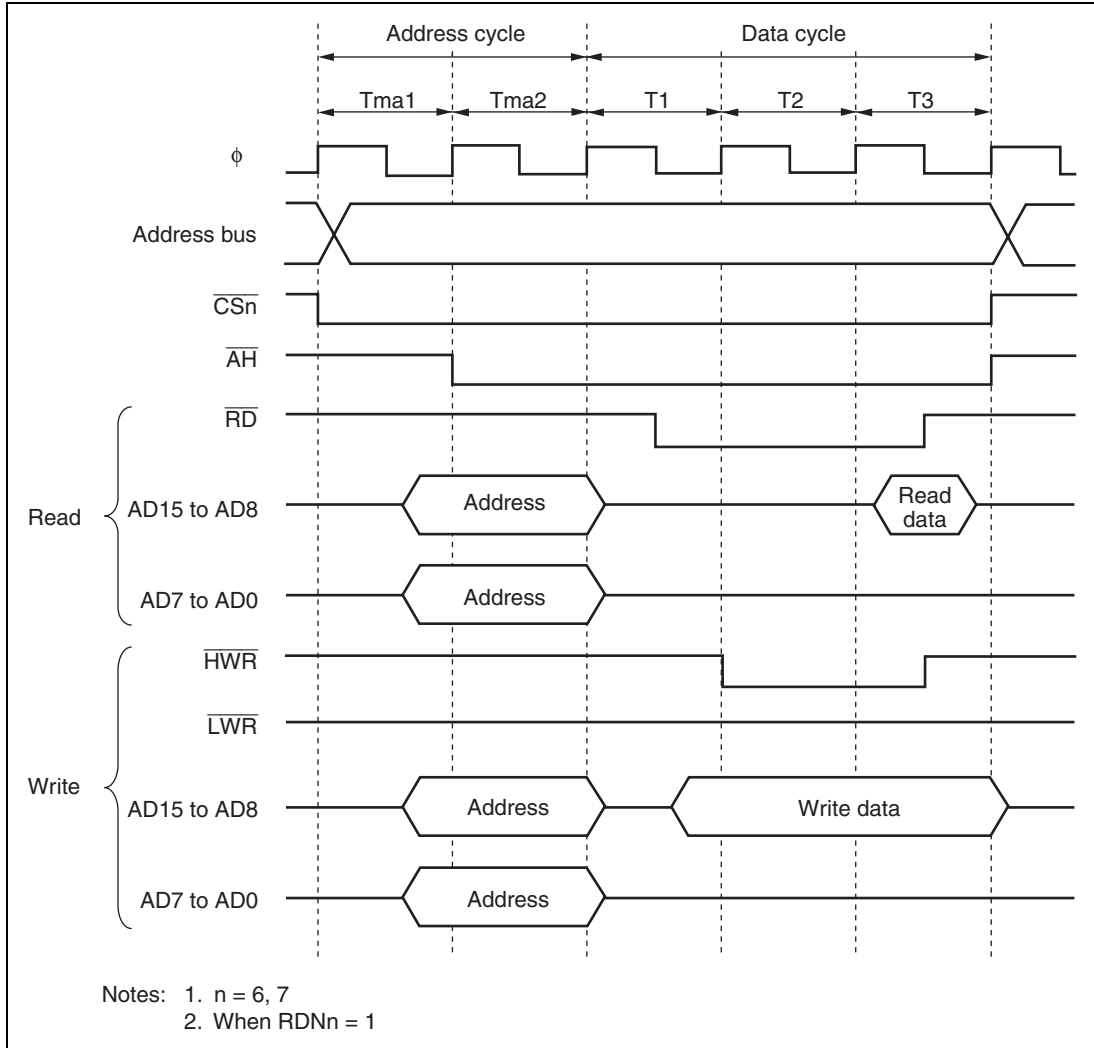 Address cycle Data cycle
Tma1 Tma2 T1 T2 T3
ϕ
Address bus
CSn
AH
RD
Read
AD15 to AD8 Address Read data
AD7 to AD0 Address
HWR
LWR
Write
AD15 to AD8 Address Write data
AD7 to AD0 Address
Notes: 1. n = 6, 7
2. When RDNn = 1